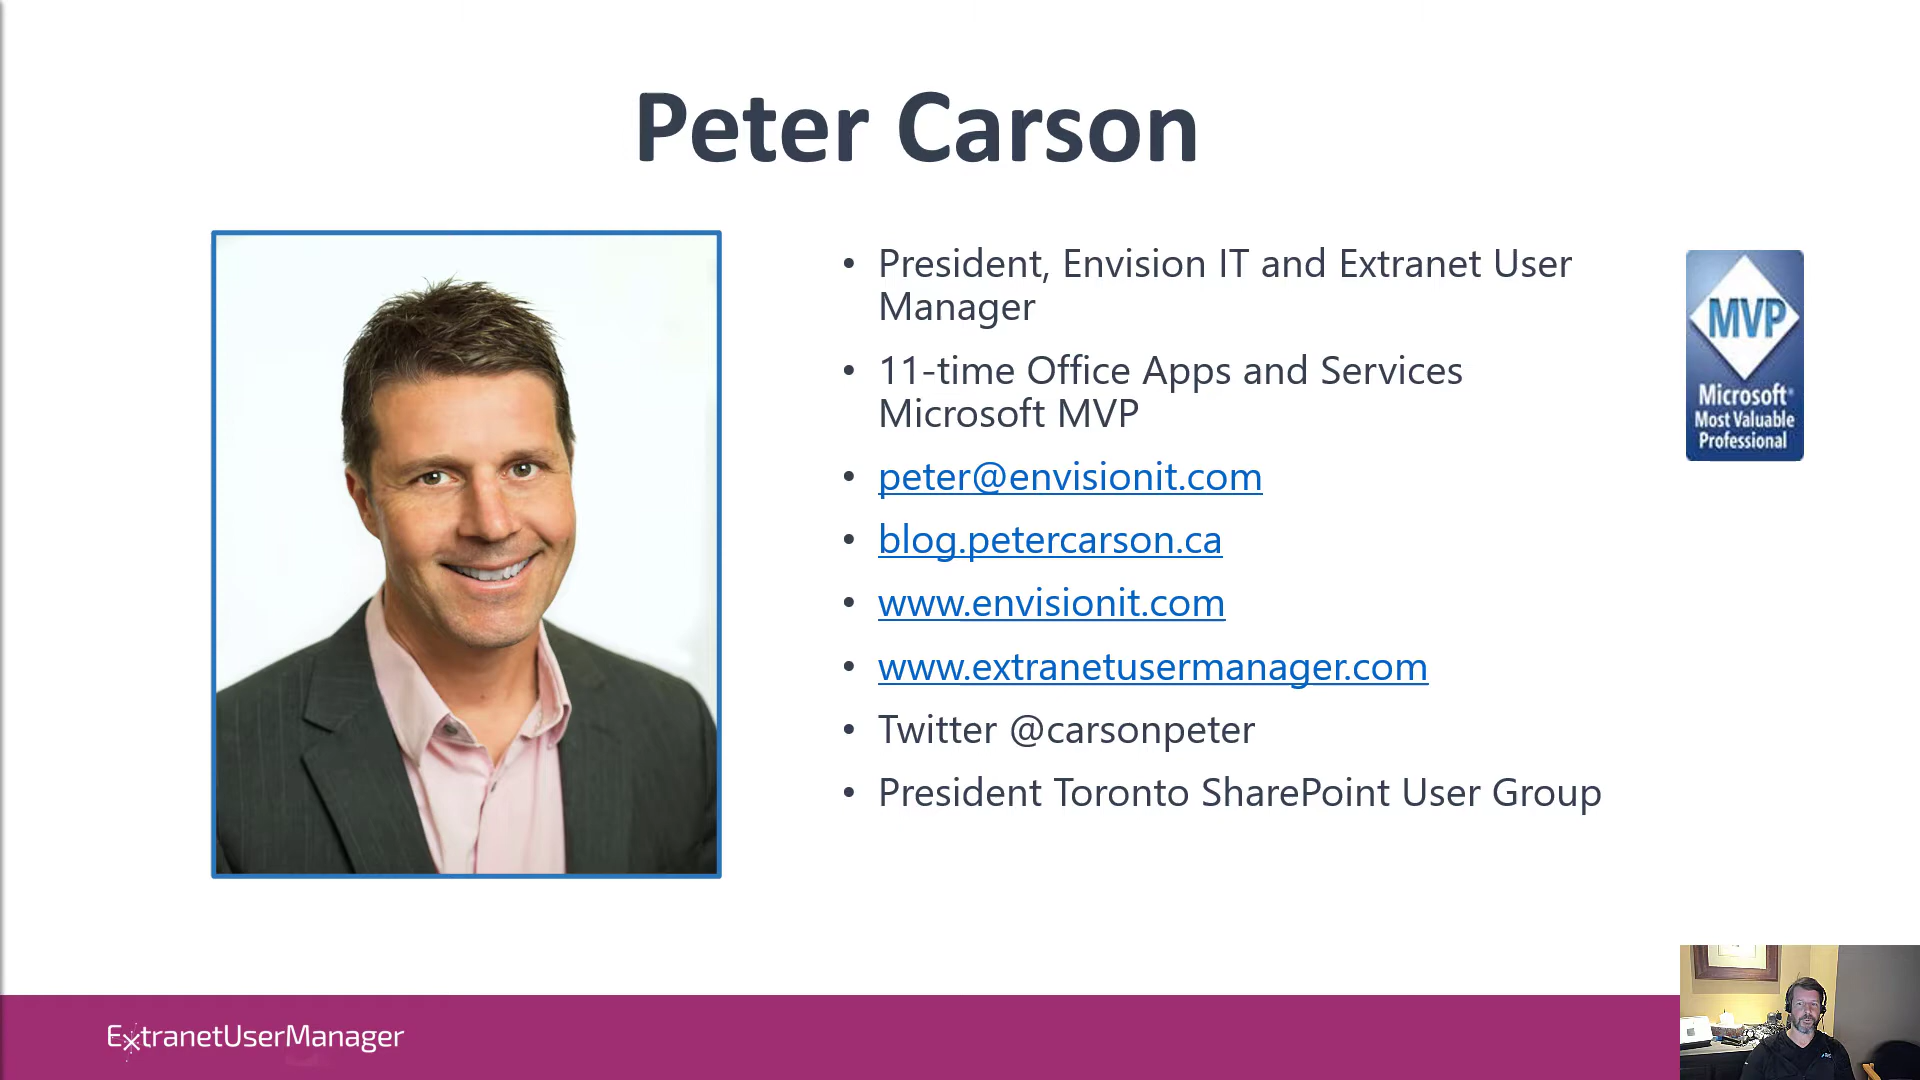 Peter Carson
• President, Envision IT and Extranet User
Manager
• 11-time Office Apps and Services
Microsoft MVP
• peter@envisionit.com
• blog.petercarson.ca
• www.envisionit.com
• www.extranetusermanager.com
• Twitter @carsonpeter
• President Toronto SharePoint User Group
MVP
Microsoft®
Most Valuable
Professional
ExtranetUserManager